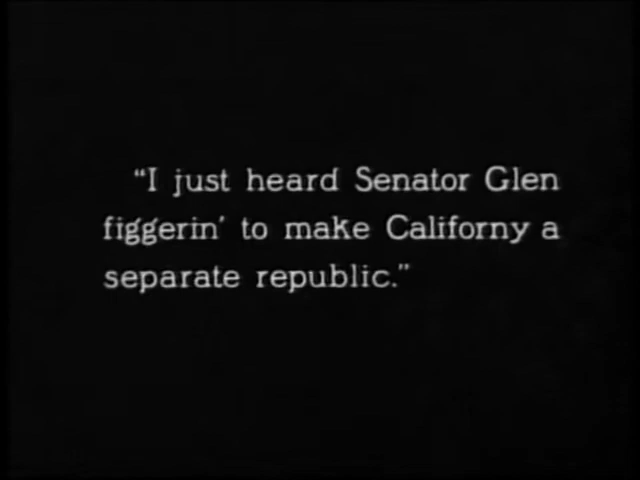 “I just heard Senator Glen
figgerin’ to make Californy a
separate republic.”